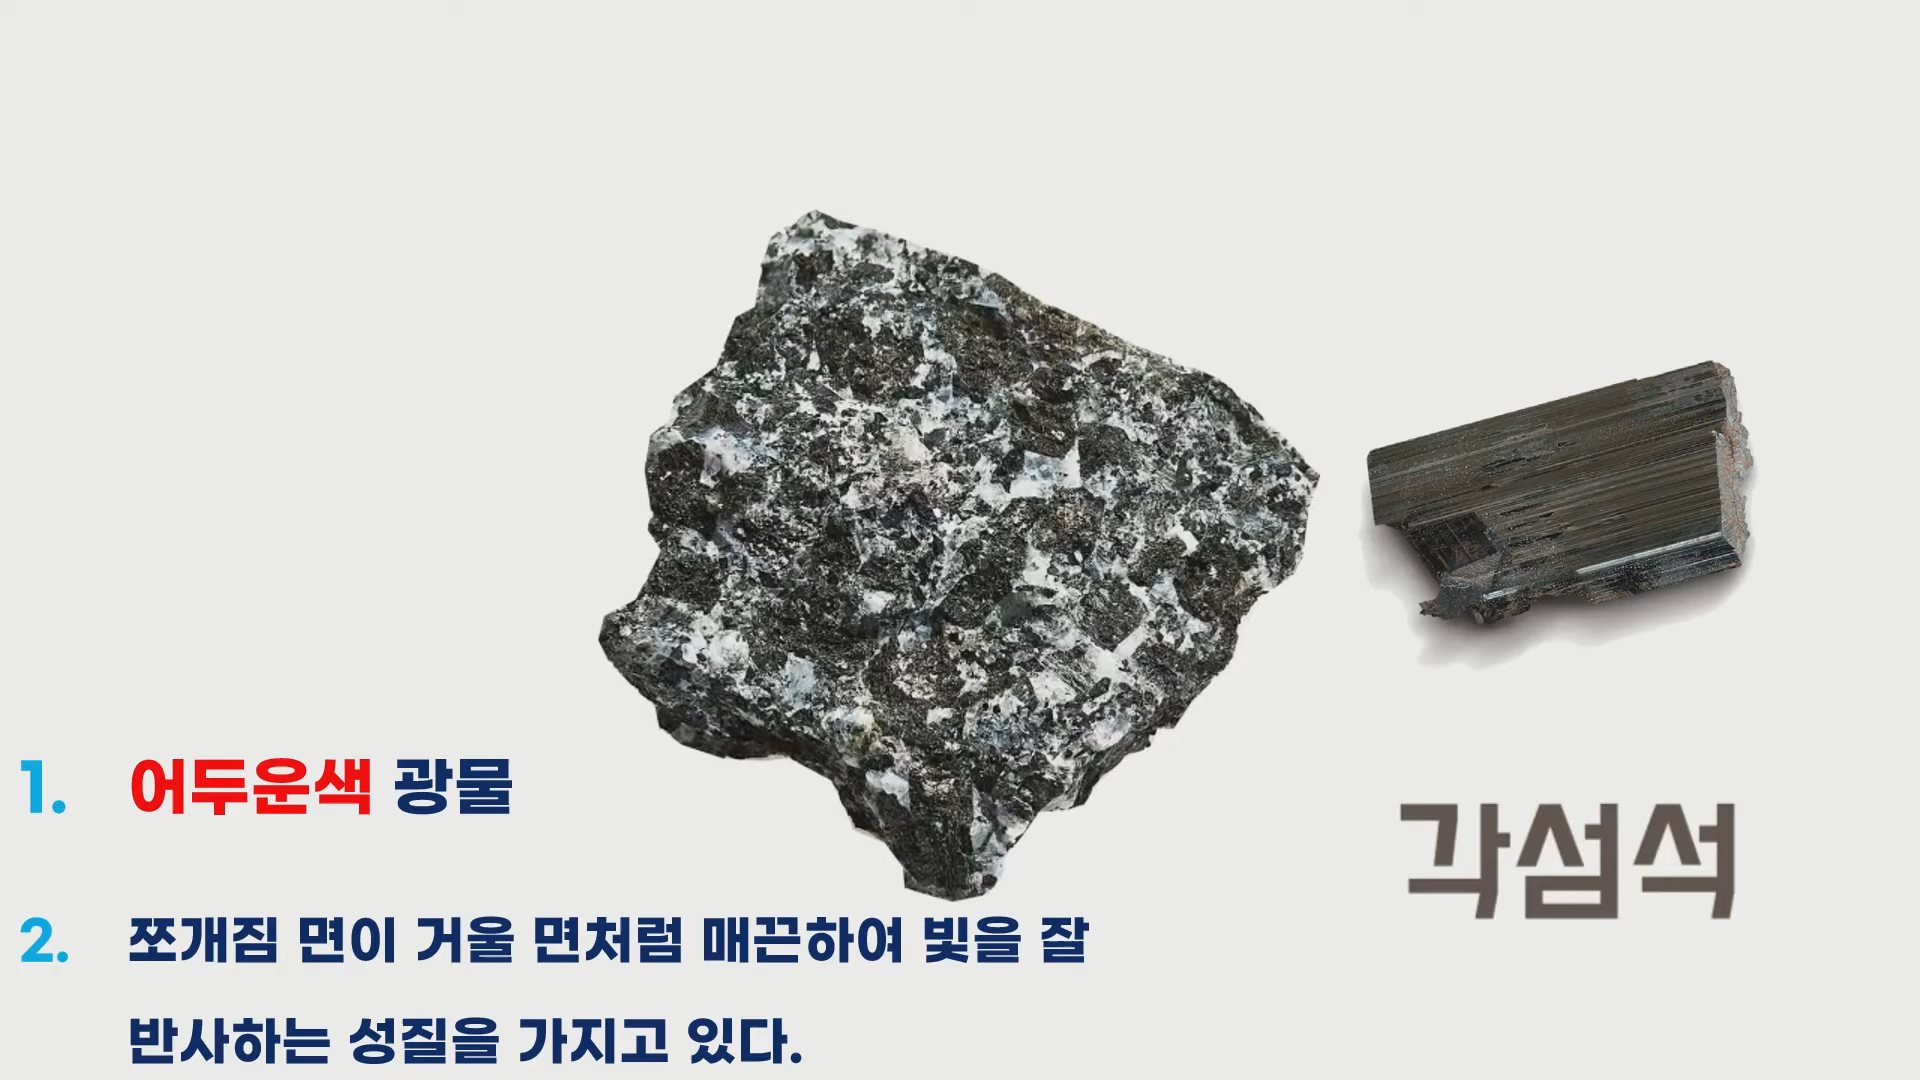 1. 어두운색 광물
각섬석
2. 쪼개짐 면이 거울 면처럼 매끈하여 빛을 잘
반사하는 성질을 가지고 있다.